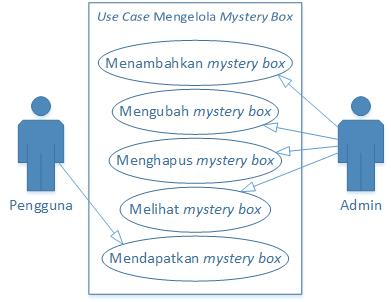 Use Case Mengelola Mystery Box
Menambahkan mystery box
Mengubah mystery box
Menghapus mystery box
Melihat mystery box
Mendapatkan mystery box
Pengguna
Admin